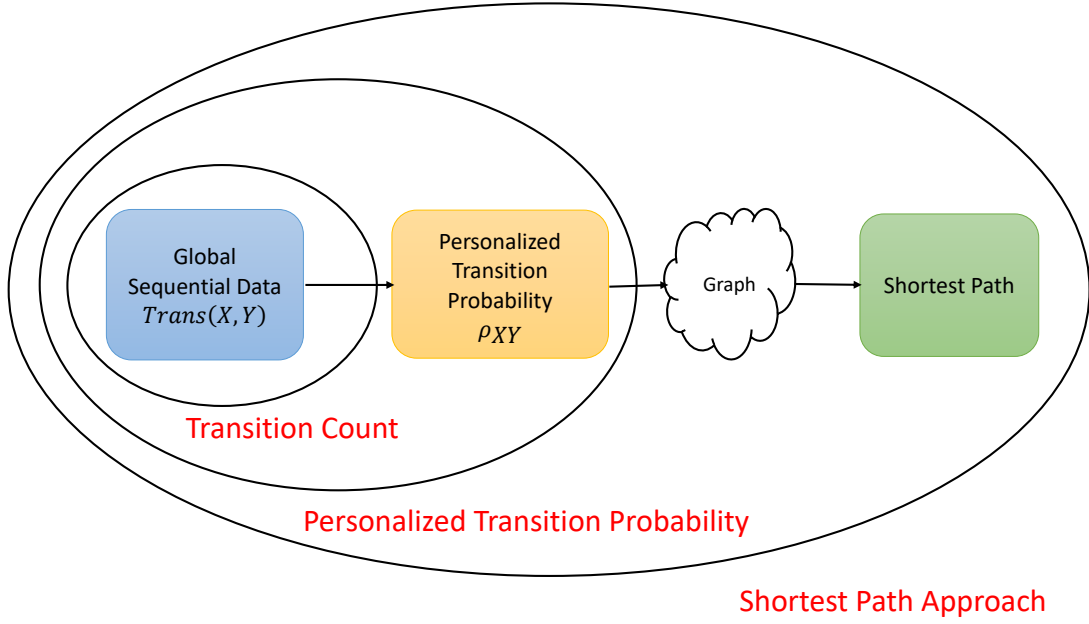 Global
Sequential Data
Trans(X,Y)
Personalized
Transition
Probability
ρXY
Graph
Shortest Path
Transition Count
Personalized Transition Probability
Shortest Path Approach